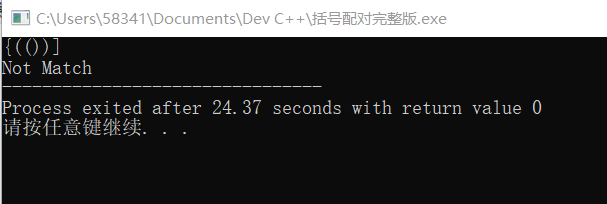 C:\Users\58341\Documents\Dev C++\括号配对完整版.exe
{(())]
Not Match
--------------------------------
Process exited after 24.37 seconds with return value 0
请按任意键继续. . .